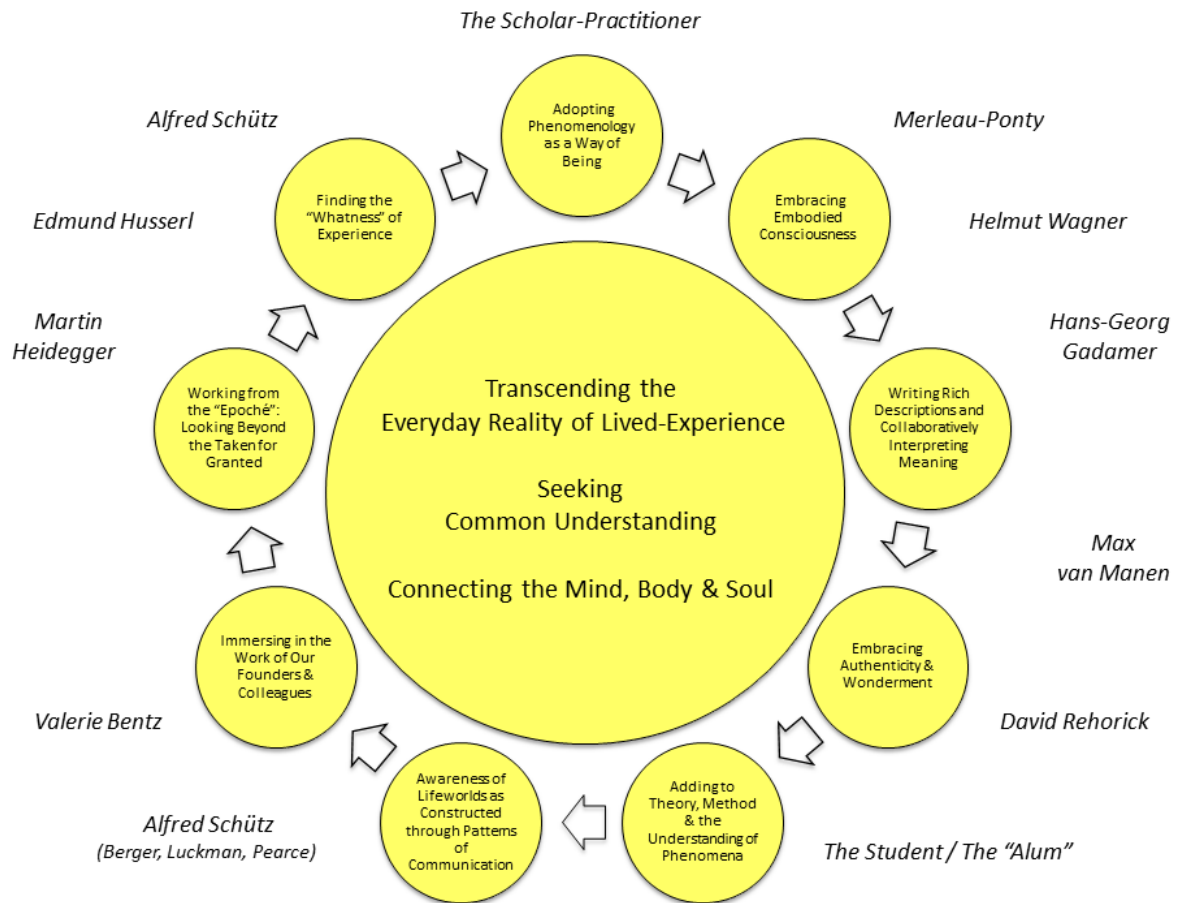 The Scholar-Practitioner
Adopting
Phenomenology
as a Way of
Being
Merleau-Ponty
Embracing
Embodied
Consciousness
Helmut Wagner
Hans-Georg
Gadamer
Writing Rich
Descriptions and
Collaboratively
Interpreting
Meaning
Max
van Manen
Embracing
Authenticity &
Wonderment
David Rehorick
Adding to
Theory, Method
& the
Understanding of
Phenomena
The Student / The “Alum”
Awareness of
Lifeworlds as
Constructed
through Patterns
of
Communication
Alfred Schütz
(Berger, Luckman, Pearce)
Immersing in the
Work of Our
Founders &
Colleagues
Valerie Bentz
Working from
the “Epoché”:
Looking Beyond
the Taken for
Granted
Martin
Heidegger
Edmund Husserl
Finding the
“Whatness” of
Experience
Alfred Schütz
Transcending the
Everyday Reality of Lived-Experience
Seeking
Common Understanding
Connecting the Mind, Body & Soul